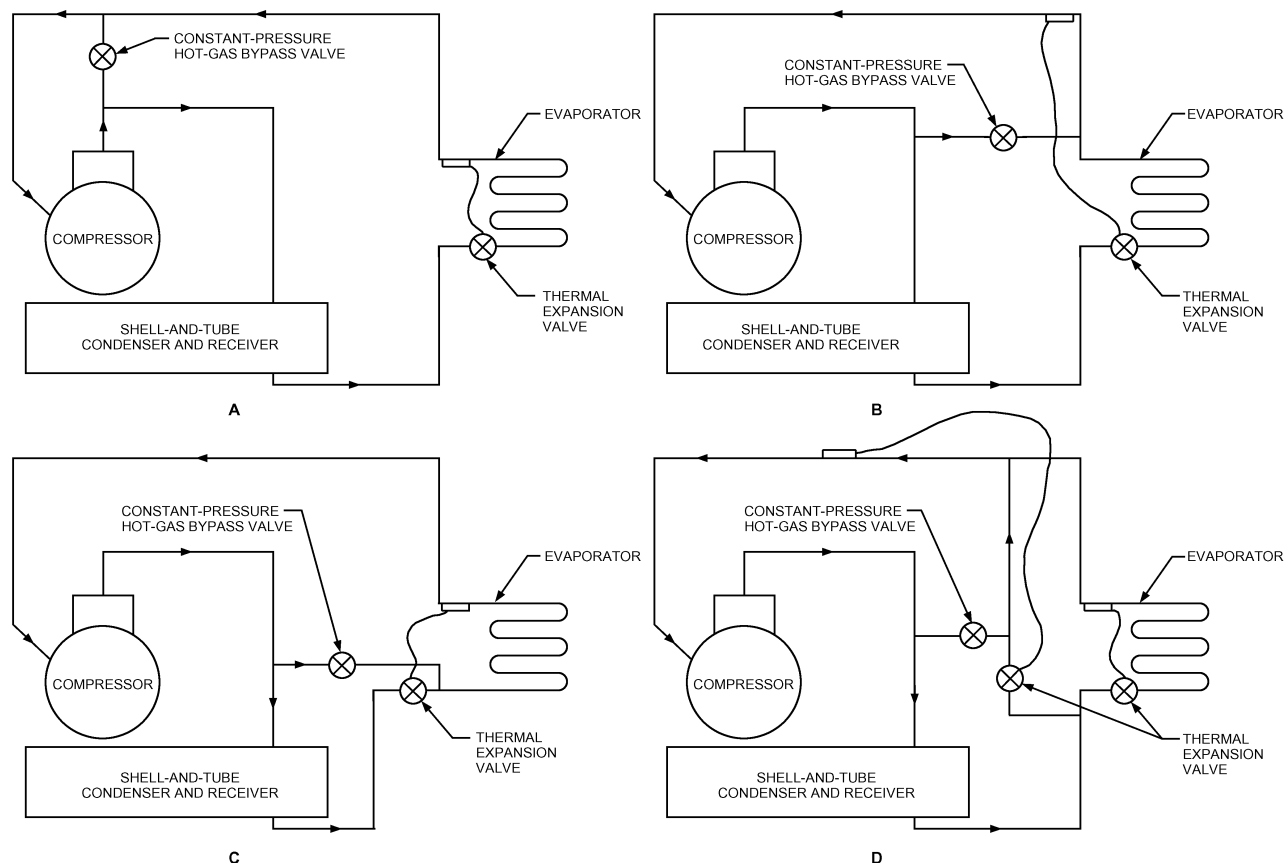 CONSTANT-PRESSURE
HOT-GAS BYPASS VALVE
EVAPORATOR
COMPRESSOR
THERMAL
EXPANSION
VALVE
SHELL-AND-TUBE
CONDENSER AND RECEIVER
A
CONSTANT-PRESSURE
HOT-GAS BYPASS VALVE
EVAPORATOR
COMPRESSOR
THERMAL
EXPANSION
VALVE
SHELL-AND-TUBE
CONDENSER AND RECEIVER
B
CONSTANT-PRESSURE
HOT-GAS BYPASS VALVE
EVAPORATOR
COMPRESSOR
THERMAL
EXPANSION
VALVE
SHELL-AND-TUBE
CONDENSER AND RECEIVER
C
CONSTANT-PRESSURE
HOT-GAS BYPASS VALVE
EVAPORATOR
COMPRESSOR
THERMAL
EXPANSION
VALVE
SHELL-AND-TUBE
CONDENSER AND RECEIVER
D